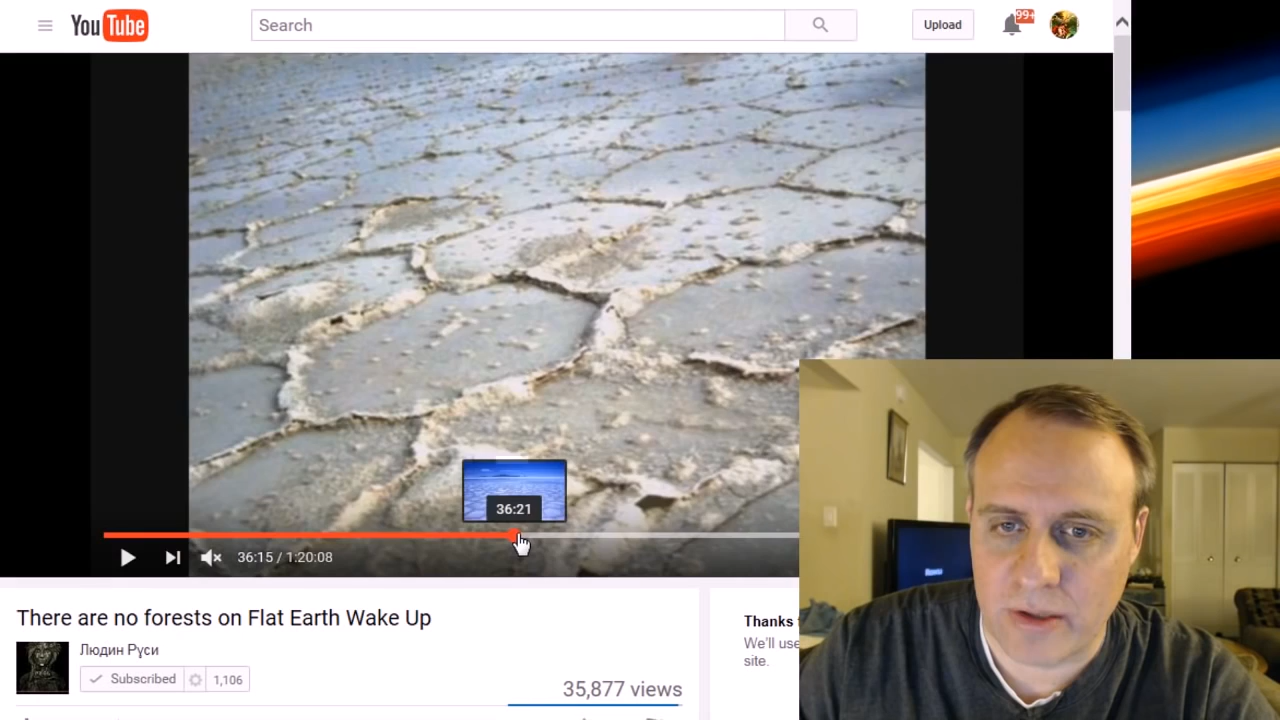 YouTube
Search
Upload
99+
36:21
36:15 / 1:20:08
There are no forests on Flat Earth Wake Up
Людин Рүси
Subscribed
1,106
35,877 views
Thanks
We'll use
site.